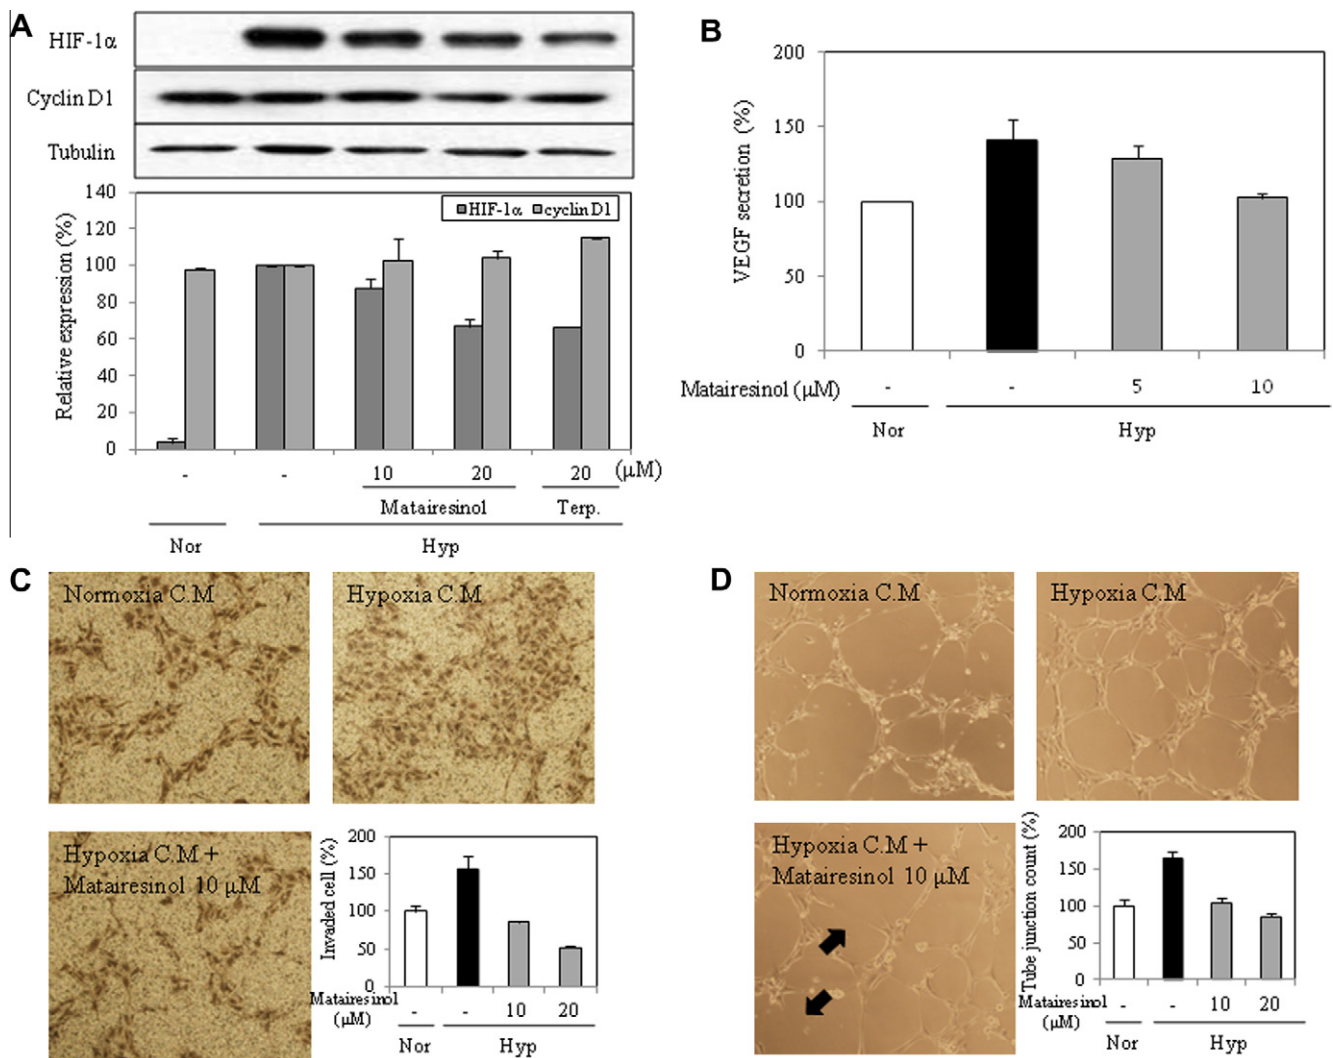 A
HIF-1α
Cyclin D1
Tubulin
140
120
100
80
60
40
20
0
Relative expression (%)
HIF-1α cyclin D1
- - 10 20 20 (μM)
Matairesinol Terp.
Nor Hyp
B
200
150
100
50
0
VEGF secretion (%)
Matairesinol (μM) - - 5 10
Nor Hyp
C
Normoxia C.M
Hypoxia C.M
Hypoxia C.M +
Matairesinol 10 μM
200
150
100
50
0
Invaded cell (%)
Matairesinol
(μM)
- - 10 20
Nor Hyp
D
Normoxia C.M
Hypoxia C.M
Hypoxia C.M +
Matairesinol 10 μM
200
150
100
50
0
Tube junction count (%)
Matairesinol
(μM)
- - 10 20
Nor Hyp